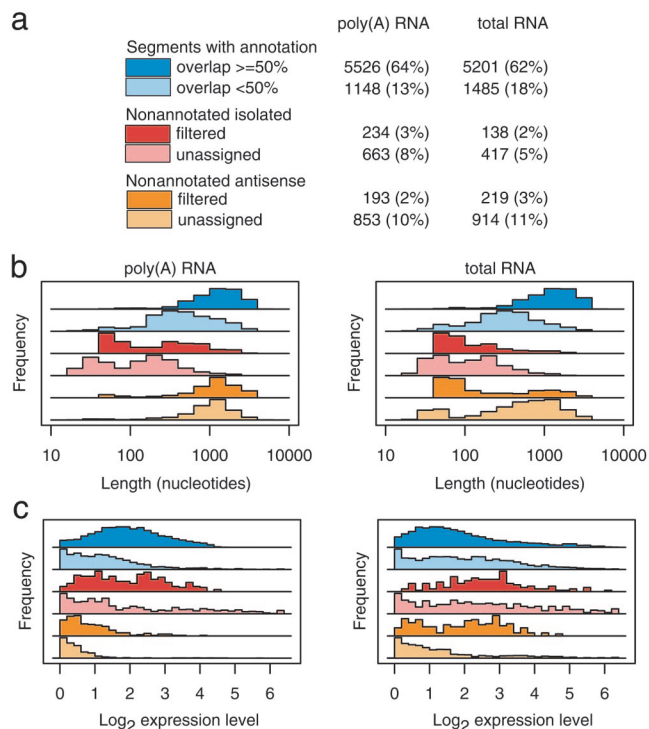 a
poly(A) RNA total RNA
Segments with annotation
overlap >=50% 5526 (64%) 5201 (62%)
overlap <50% 1148 (13%) 1485 (18%)
Nonannotated isolated
filtered 234 (3%) 138 (2%)
unassigned 663 (8%) 417 (5%)
Nonannotated antisense
filtered 193 (2%) 219 (3%)
unassigned 853 (10%) 914 (11%)
b
poly(A) RNA total RNA
Frequency Frequency
10 100 1000 10000 10 100 1000 10000
Length (nucleotides) Length (nucleotides)
c
Frequency Frequency
0 1 2 3 4 5 6 0 1 2 3 4 5 6
Log2 expression level Log2 expression level